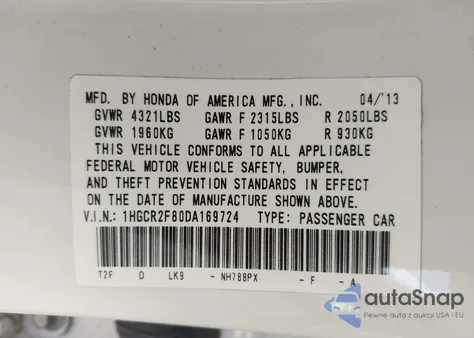 MFD. BY HONDA OF AMERICA MFG., INC. 04/'13
GVWR 4321LBS GAWR F 2315LBS R 2050LBS
GVWR 1960KG GAWR F 1050KG R 930KG
THIS VEHICLE CONFORMS TO ALL APPLICABLE
FEDERAL MOTOR VEHICLE SAFETY, BUMPER,
AND THEFT PREVENTION STANDARDS IN EFFECT
ON THE DATE OF MANUFACTURE SHOWN ABOVE.
V.I.N.: 1HGCR2F80DA169724 TYPE: PASSENGER CAR
T2F D LK9 - NH788PX - F - A
autoSnap
Pewne auto z aukcji USA i EU